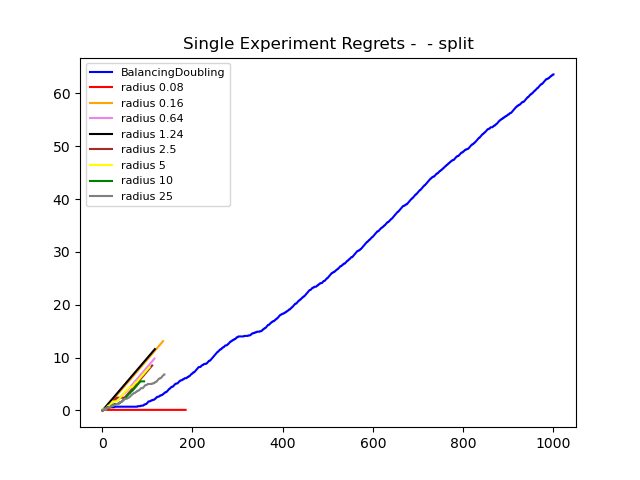 Single Experiment Regrets -  - split
BalancingDoubling
radius 0.08
radius 0.16
radius 0.64
radius 1.24
radius 2.5
radius 5
radius 10
radius 25
60
50
40
30
20
10
0
0 200 400 600 800 1000